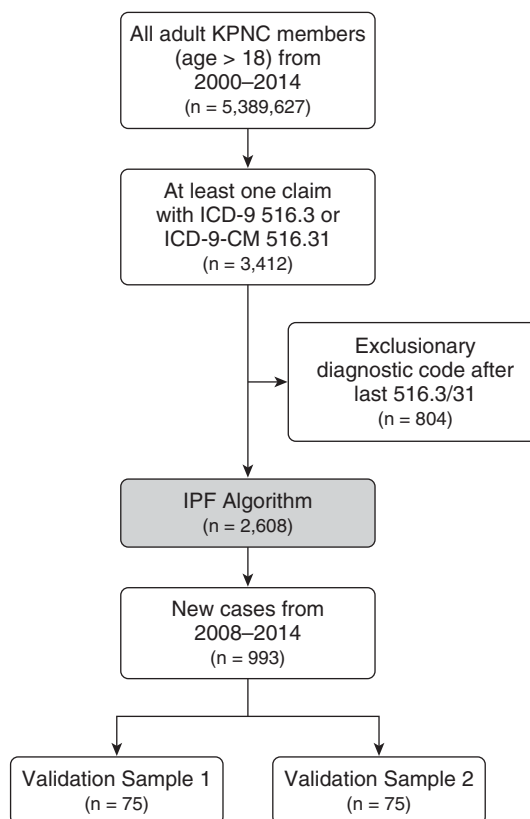 All adult KPNC members
(age > 18) from
2000–2014
(n = 5,389,627)
At least one claim
with ICD-9 516.3 or
ICD-9-CM 516.31
(n = 3,412)
Exclusionary
diagnostic code after
last 516.3/31
(n = 804)
IPF Algorithm
(n = 2,608)
New cases from
2008–2014
(n = 993)
Validation Sample 1
(n = 75)
Validation Sample 2
(n = 75)